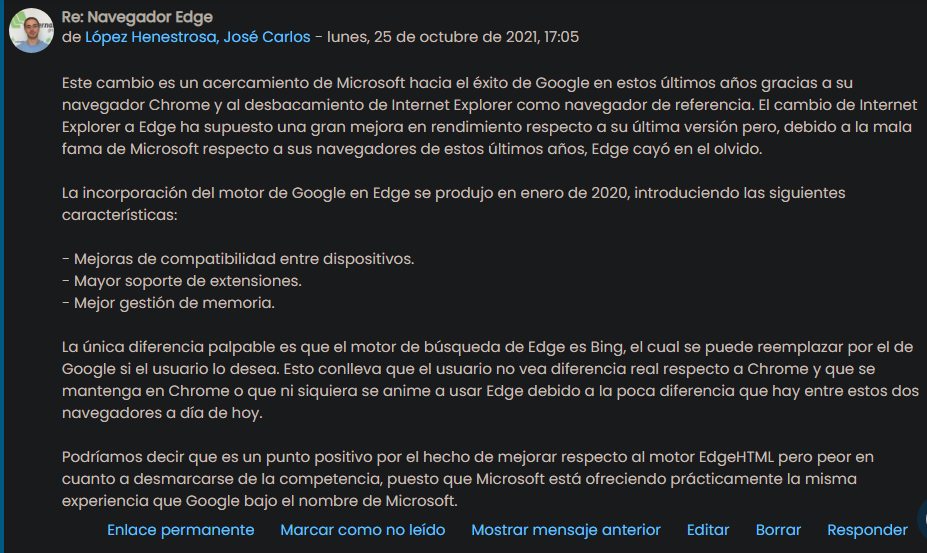 Re: Navegador Edge
de López Henestrosa, José Carlos - lunes, 25 de octubre de 2021, 17:05
Este cambio es un acercamiento de Microsoft hacia el éxito de Google en estos últimos años gracias a su
navegador Chrome y al desbacamiento de Internet Explorer como navegador de referencia. El cambio de Internet
Explorer a Edge ha supuesto una gran mejora en rendimiento respecto a su última versión pero, debido a la mala
fama de Microsoft respecto a sus navegadores de estos últimos años, Edge cayó en el olvido.
La incorporación del motor de Google en Edge se produjo en enero de 2020, introduciendo las siguientes
características:
- Mejoras de compatibilidad entre dispositivos.
- Mayor soporte de extensiones.
- Mejor gestión de memoria.
La única diferencia palpable es que el motor de búsqueda de Edge es Bing, el cual se puede reemplazar por el de
Google si el usuario lo desea. Esto conlleva que el usuario no vea diferencia real respecto a Chrome y que se
mantenga en Chrome o que ni siquiera se anime a usar Edge debido a la poca diferencia que hay entre estos dos
navegadores a día de hoy.
Podríamos decir que es un punto positivo por el hecho de mejorar respecto al motor EdgeHTML pero peor en
cuanto a desmarcarse de la competencia, puesto que Microsoft está ofreciendo prácticamente la misma
experiencia que Google bajo el nombre de Microsoft.
Enlace permanente Marcar como no leído Mostrar mensaje anterior Editar Borrar Responder